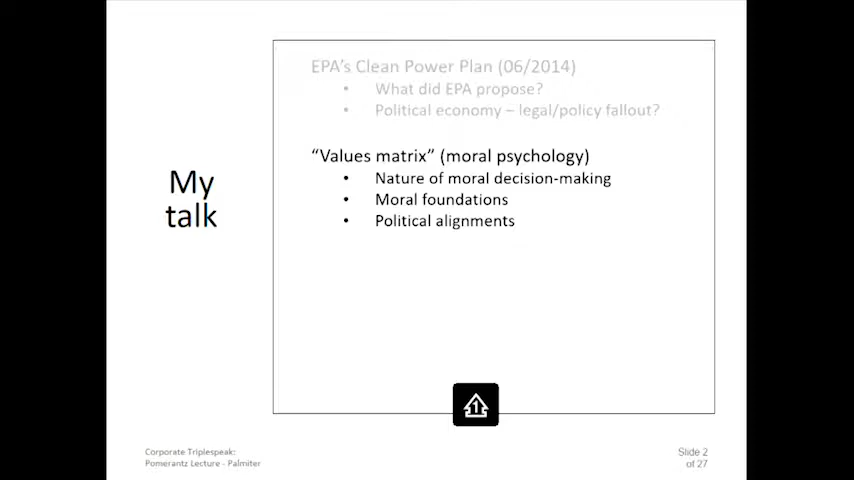 My
talk
EPA's Clean Power Plan (06/2014)
• What did EPA propose?
• Political economy – legal/policy fallout?
“Values matrix” (moral psychology)
• Nature of moral decision-making
• Moral foundations
• Political alignments
1
Corporate Triplespeak:
Pomerantz Lecture - Palmiter
Slide 2
of 27